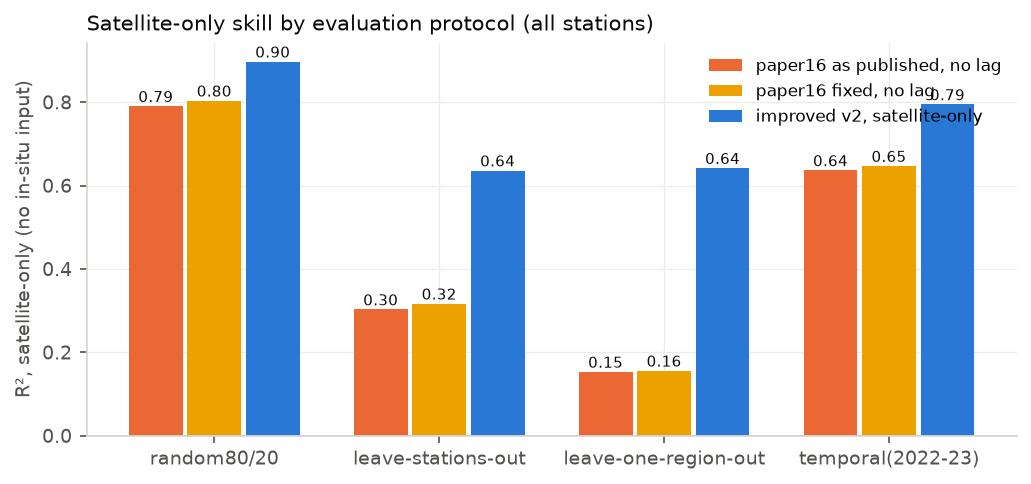 Satellite-only skill by evaluation protocol (all stations)
R², satellite-only (no in-situ input)
0.0
0.2
0.4
0.6
0.8
paper16 as published, no lag
paper16 fixed, no lag
improved v2, satellite-only
0.79
0.80
0.90
0.30
0.32
0.64
0.15
0.16
0.64
0.64
0.65
0.79
random80/20
leave-stations-out
leave-one-region-out
temporal(2022-23)